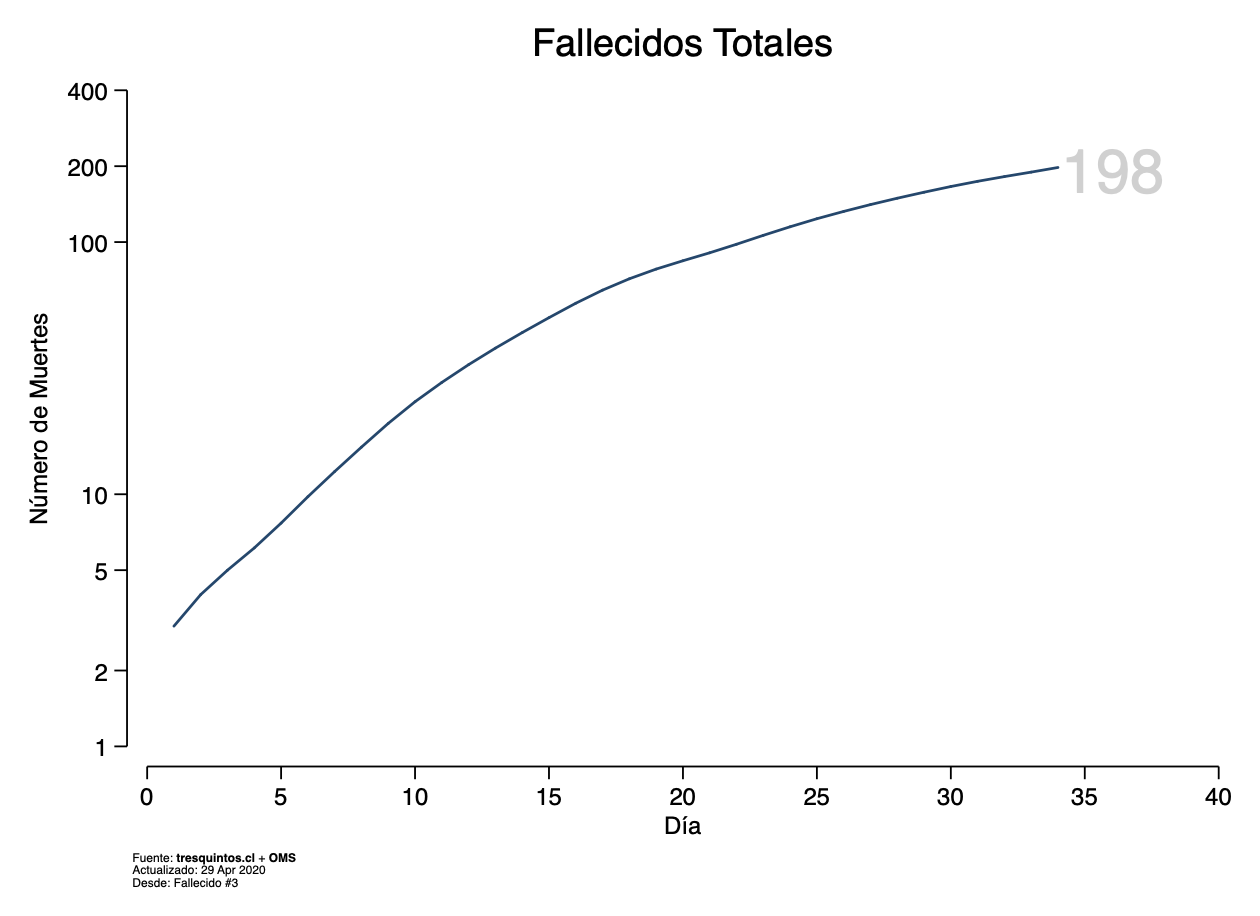 Fallecidos Totales
400
200
100
10
5
2
1
Número de Muertes
198
0 5 10 15 20 25 30 35 40
Día
Fuente: tresquintos.cl + OMS
Actualizado: 29 Apr 2020
Desde: Fallecido #3